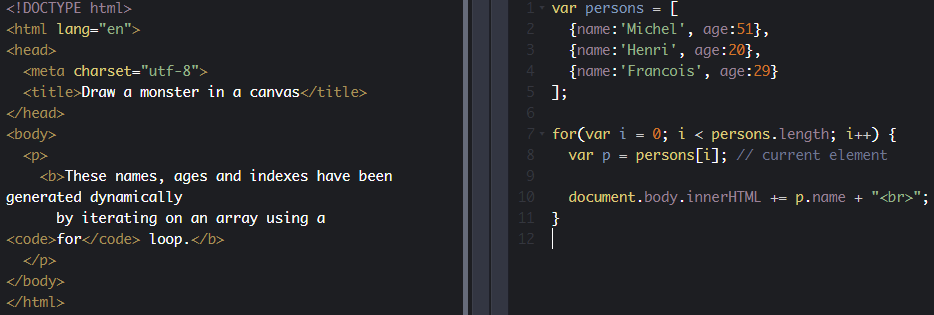 <!DOCTYPE html>
<html lang="en">
<head>
  <meta charset="utf-8">
  <title>Draw a monster in a canvas</title>
</head>
<body>
  <p>
    <b>These names, ages and indexes have been
generated dynamically
      by iterating on an array using a
<code>for</code> loop.</b>
  </p>
</body>
</html>
1 var persons = [
2   {name:'Michel', age:51},
3   {name:'Henri', age:20},
4   {name:'Francois', age:29}
5 ];
6
7 for(var i = 0; i < persons.length; i++) {
8   var p = persons[i]; // current element
9
10   document.body.innerHTML += p.name + "<br>";
11 }
12